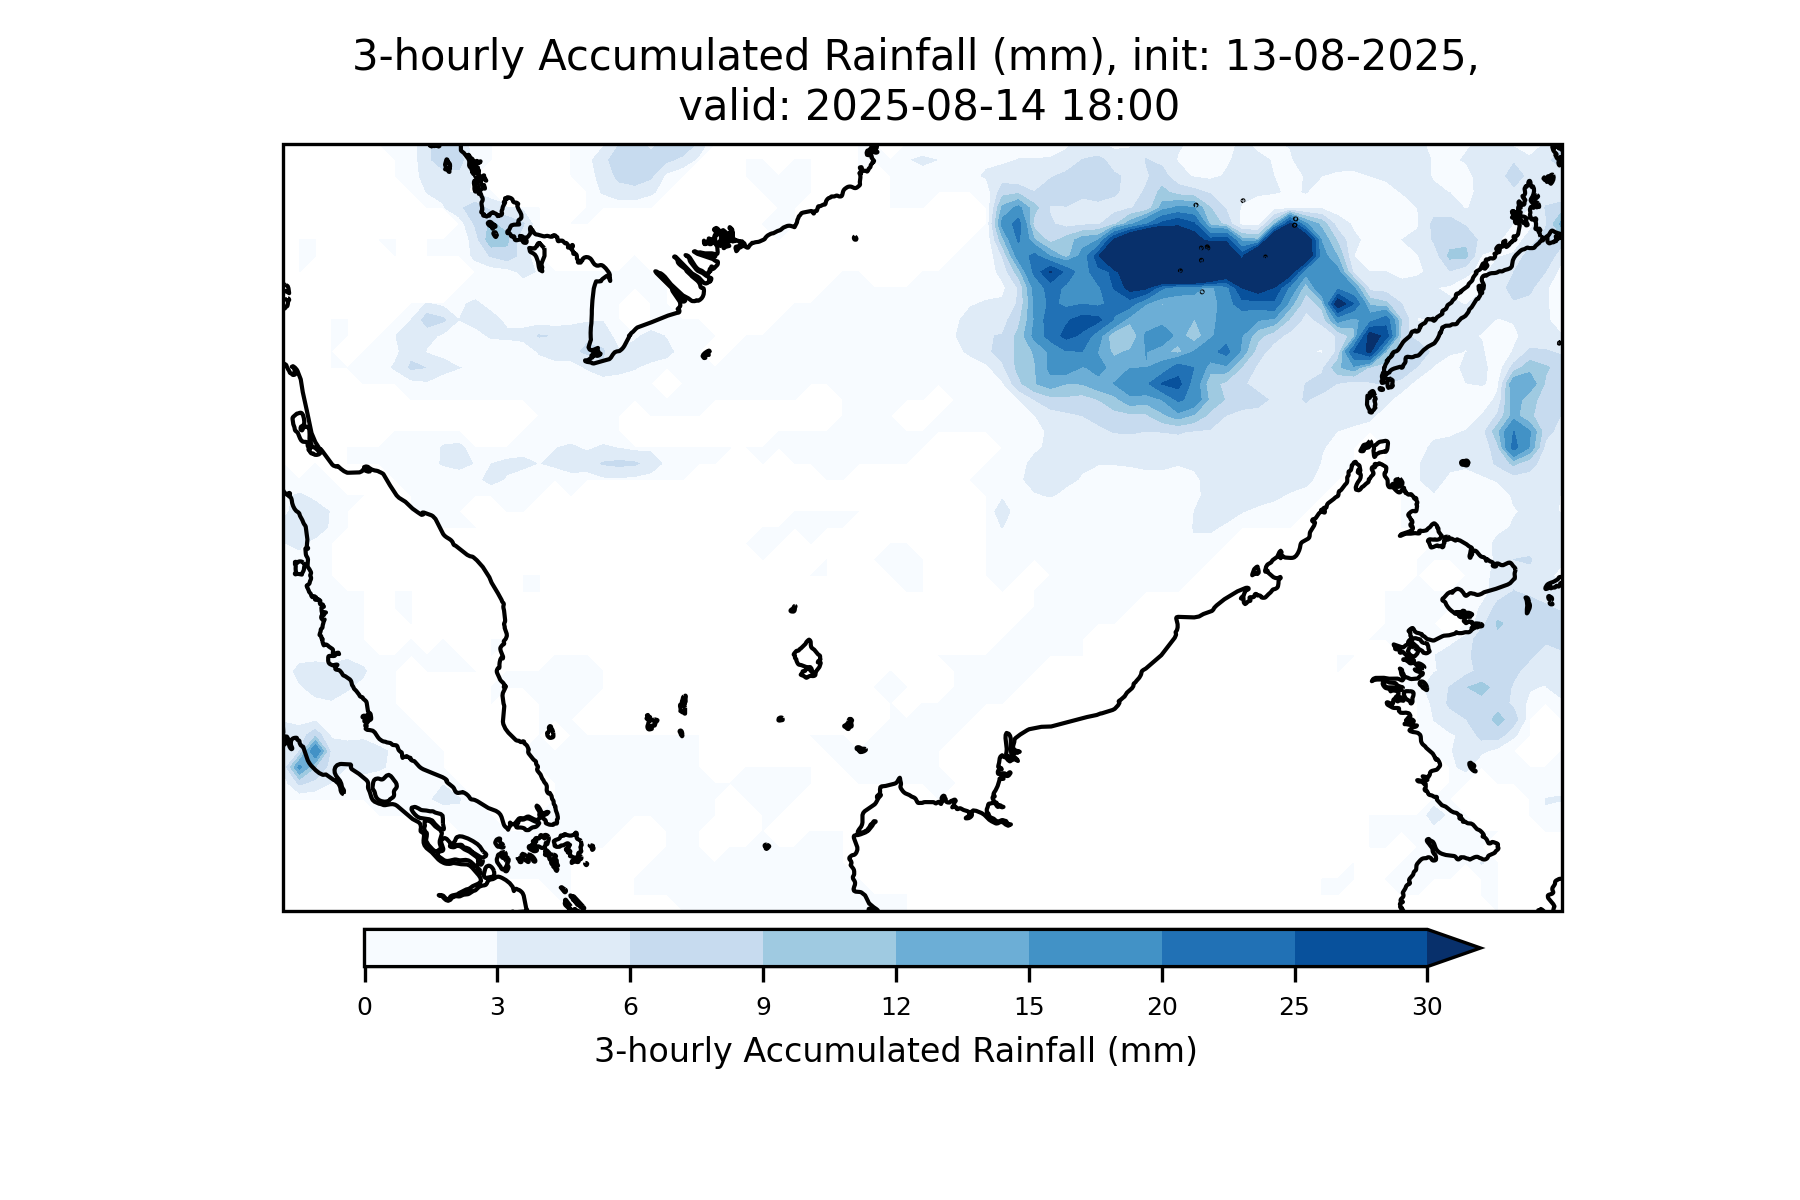 3-hourly Accumulated Rainfall (mm), init: 13-08-2025,
valid: 2025-08-14 18:00
0 3 6 9 12 15 20 25 30
3-hourly Accumulated Rainfall (mm)